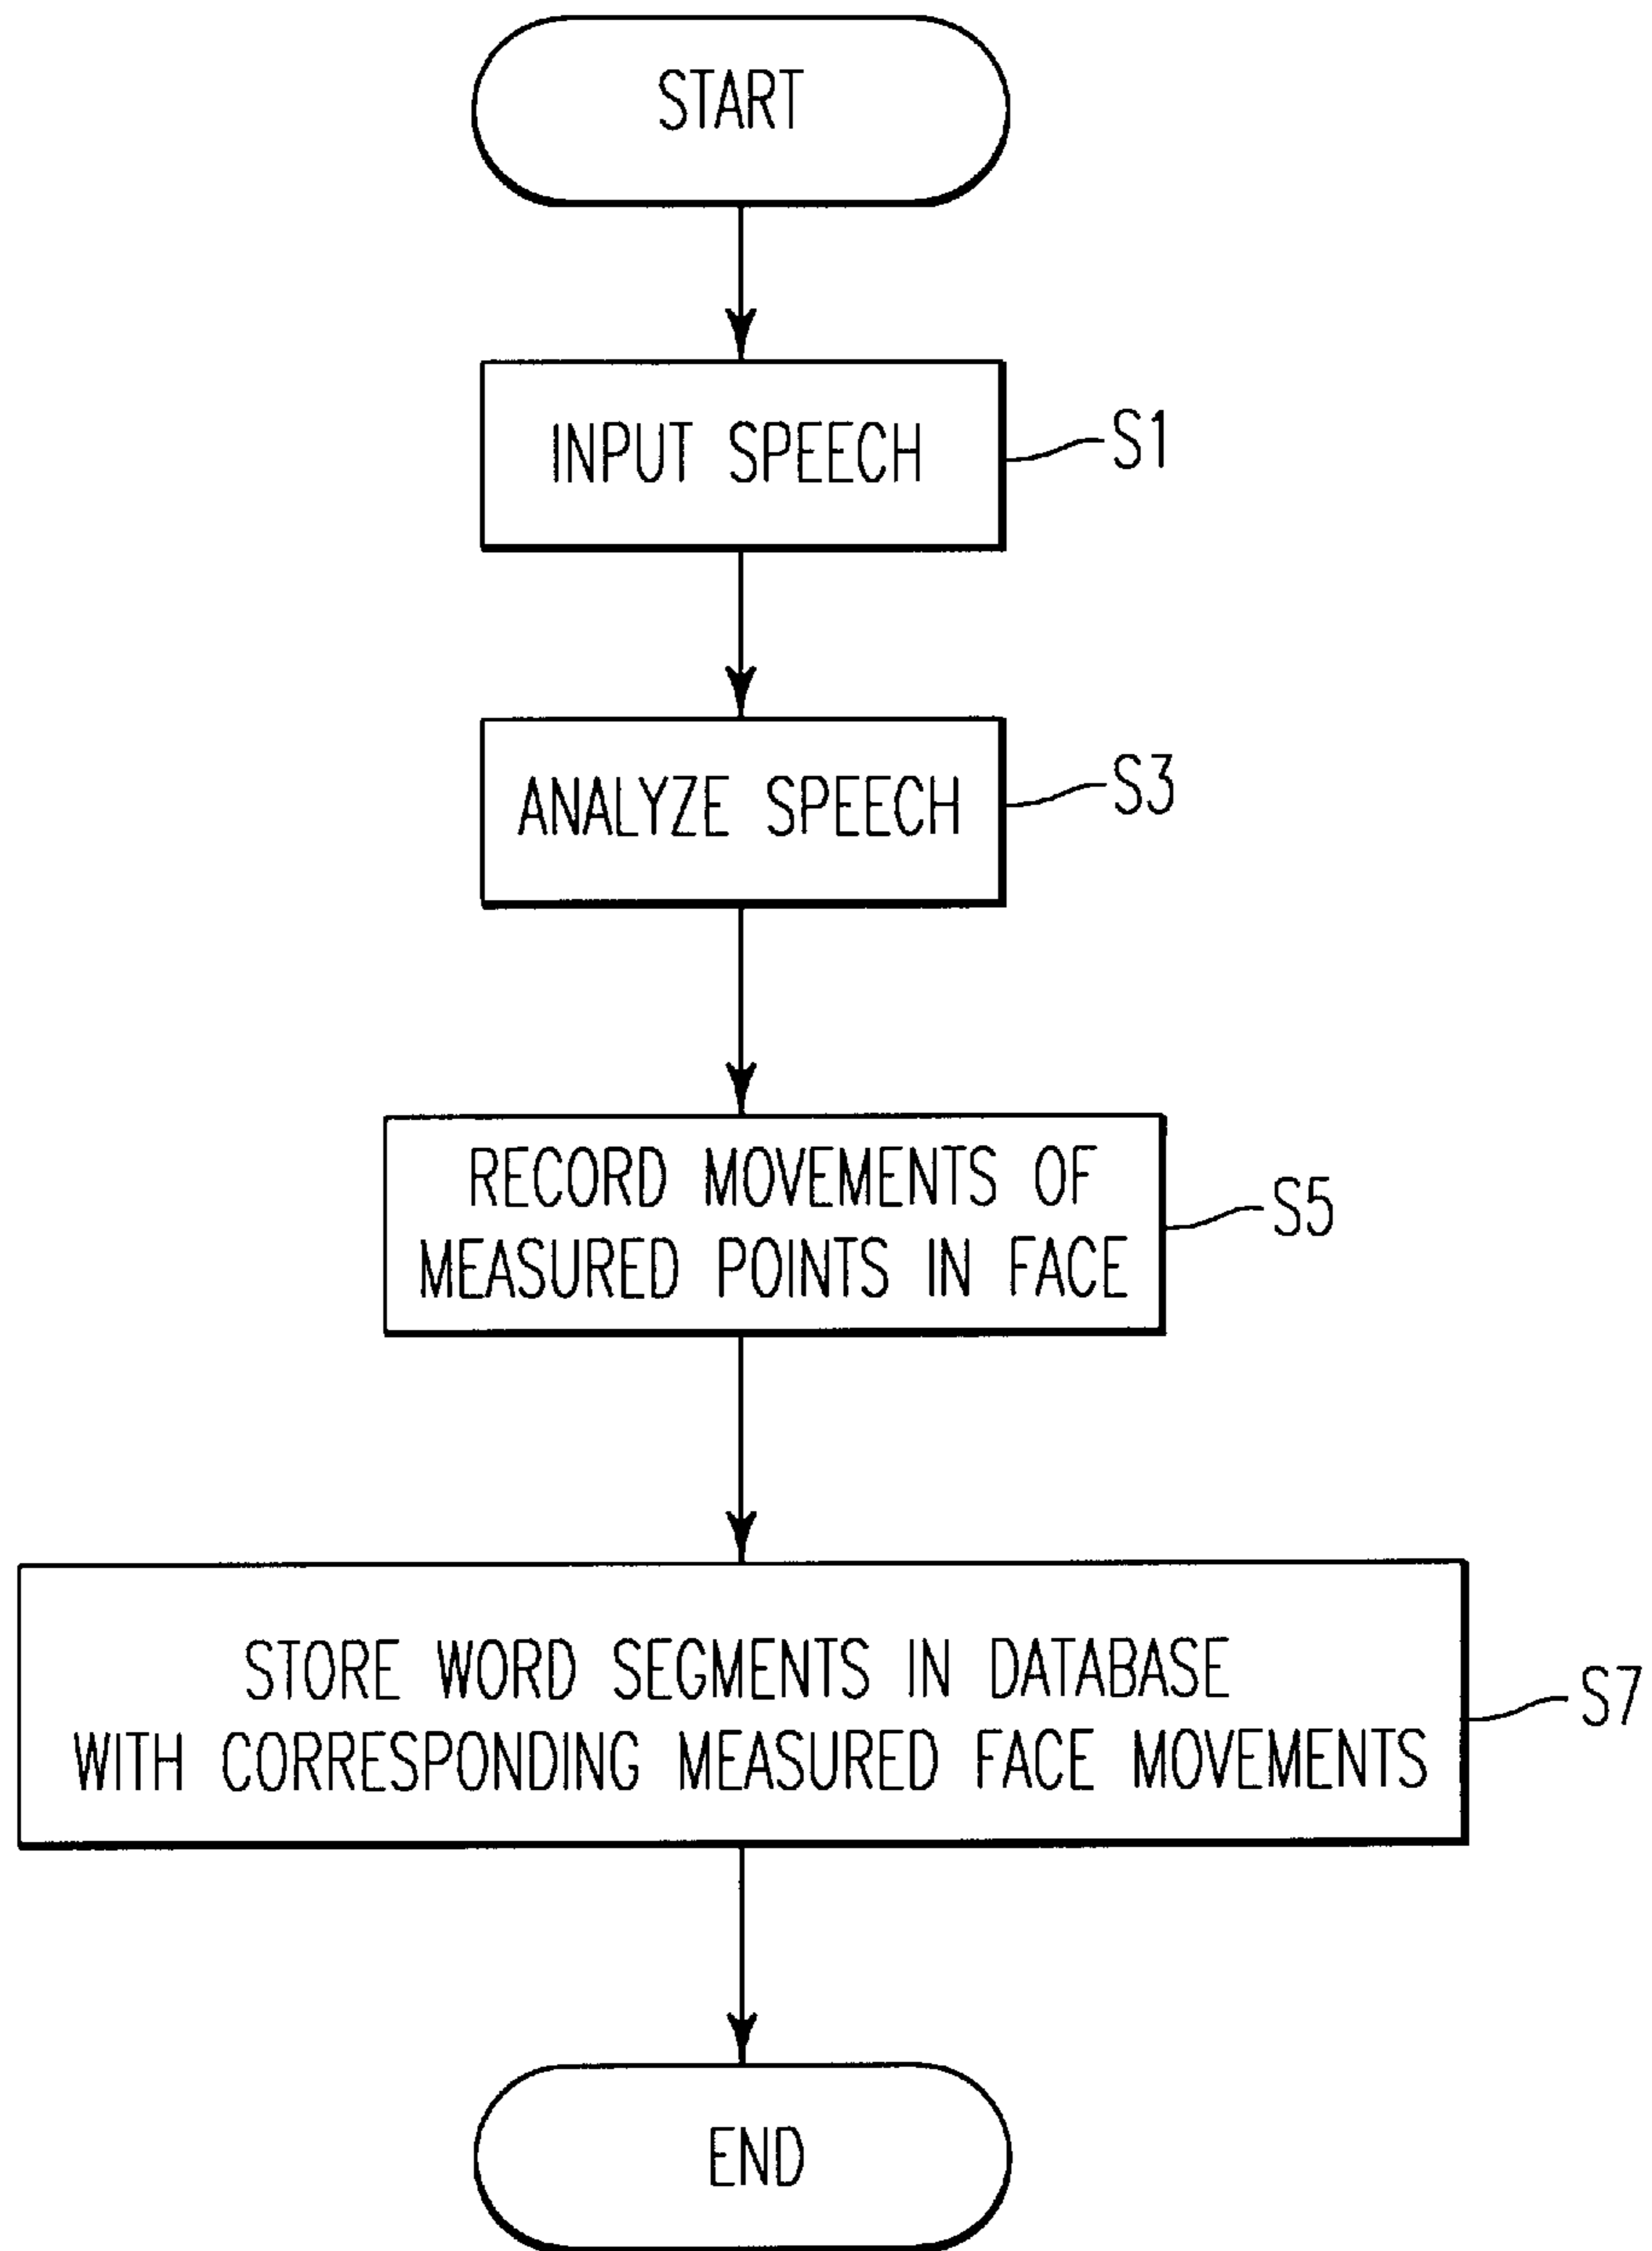 START
INPUT SPEECH
S1
ANALYZE SPEECH
S3
RECORD MOVEMENTS OF
MEASURED POINTS IN FACE
S5
STORE WORD SEGMENTS IN DATABASE
WITH CORRESPONDING MEASURED FACE MOVEMENTS
S7
END